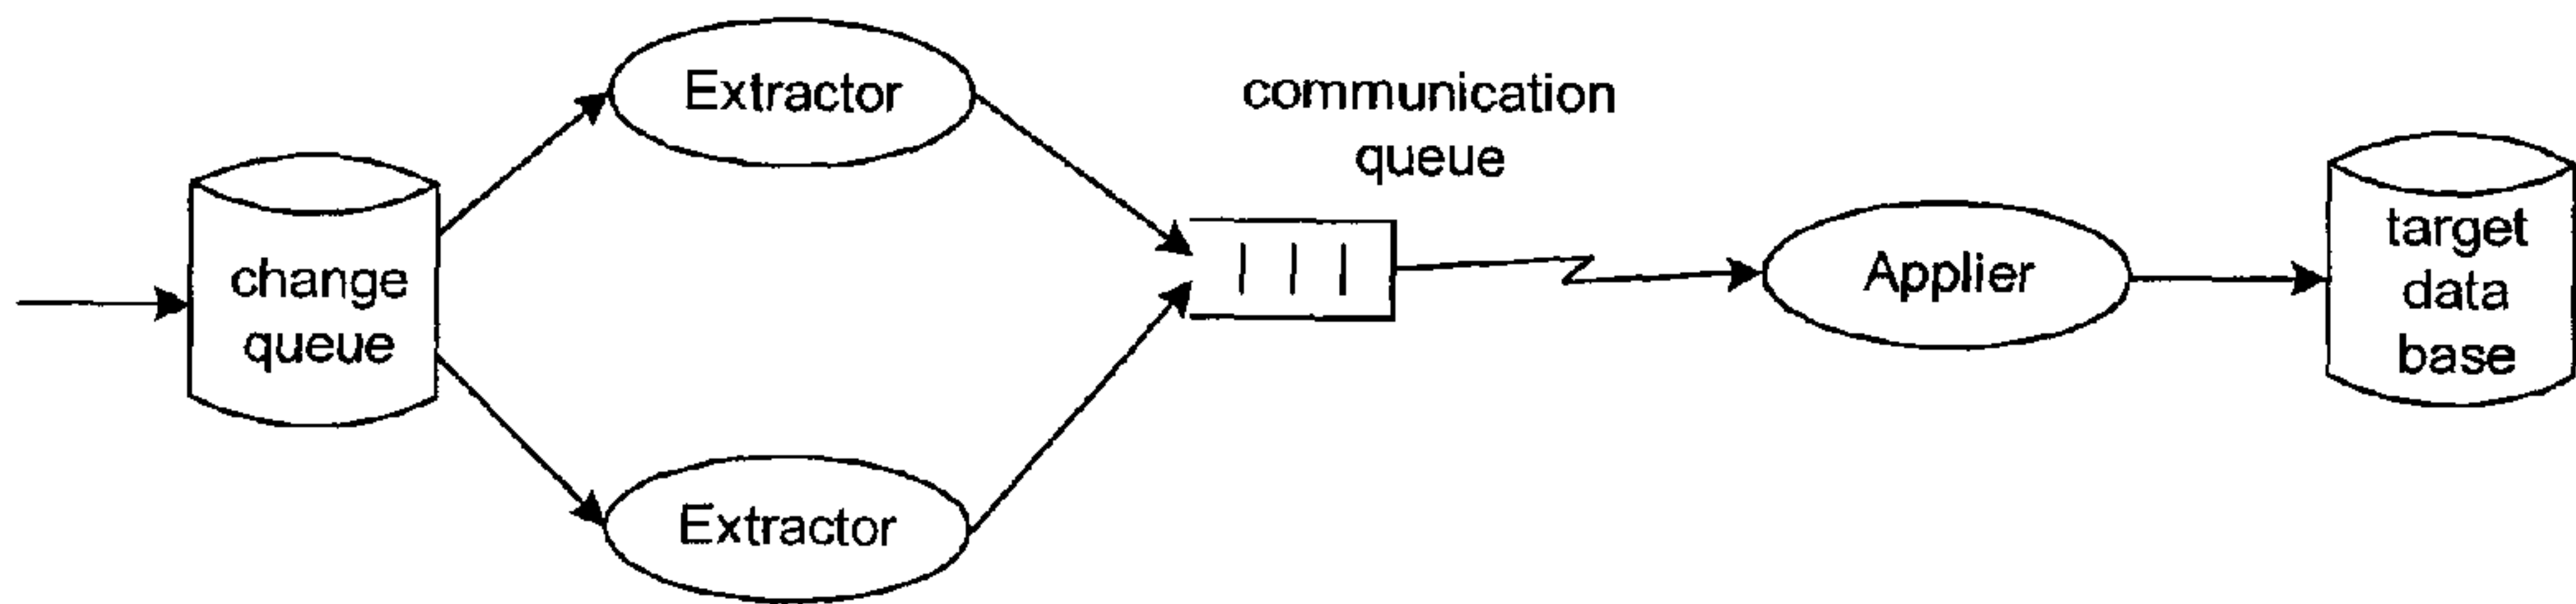 change
queue
Extractor
Extractor
communication
queue
Applier
target
data
base